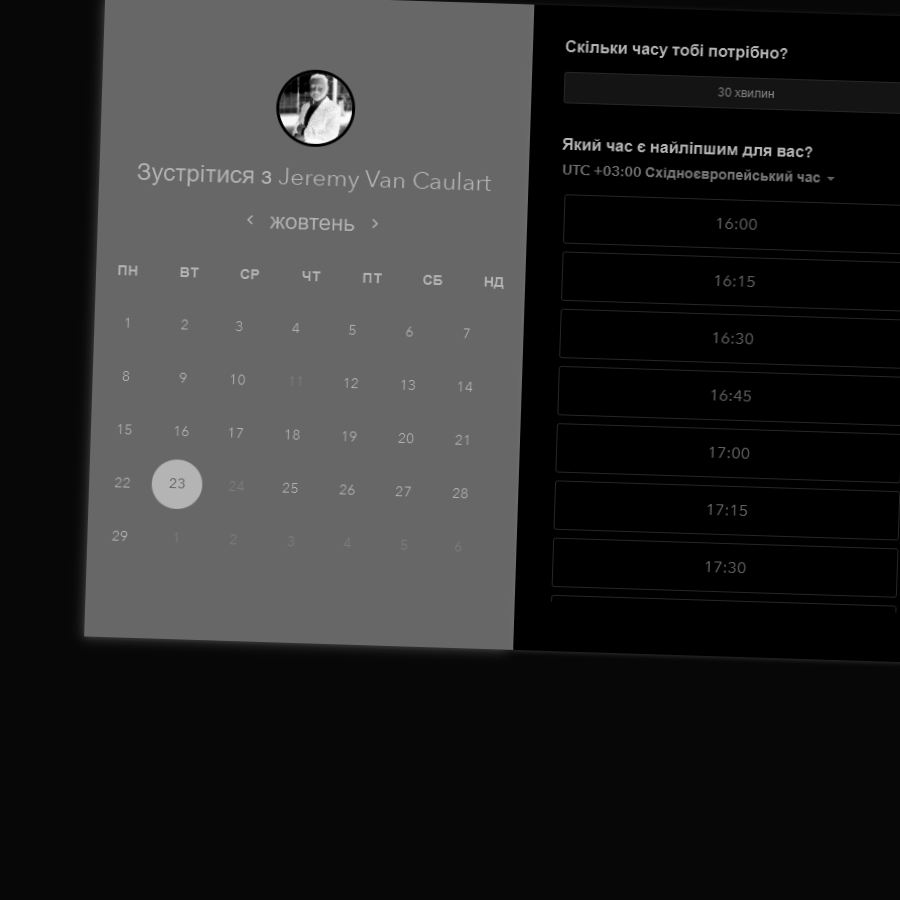 Зустрітися з Jeremy Van Caulart
жовтень
ПН ВТ СР ЧТ ПТ СБ НД
1 2 3 4 5 6 7
8 9 10 11 12 13 14
15 16 17 18 19 20 21
22 23 24 25 26 27 28
29 1 2 3 4 5 6
Скільки часу тобі потрібно?
30 хвилин
Який час є найліпшим для вас?
UTC +03:00 Східноєвропейський час
16:00
16:15
16:30
16:45
17:00
17:15
17:30